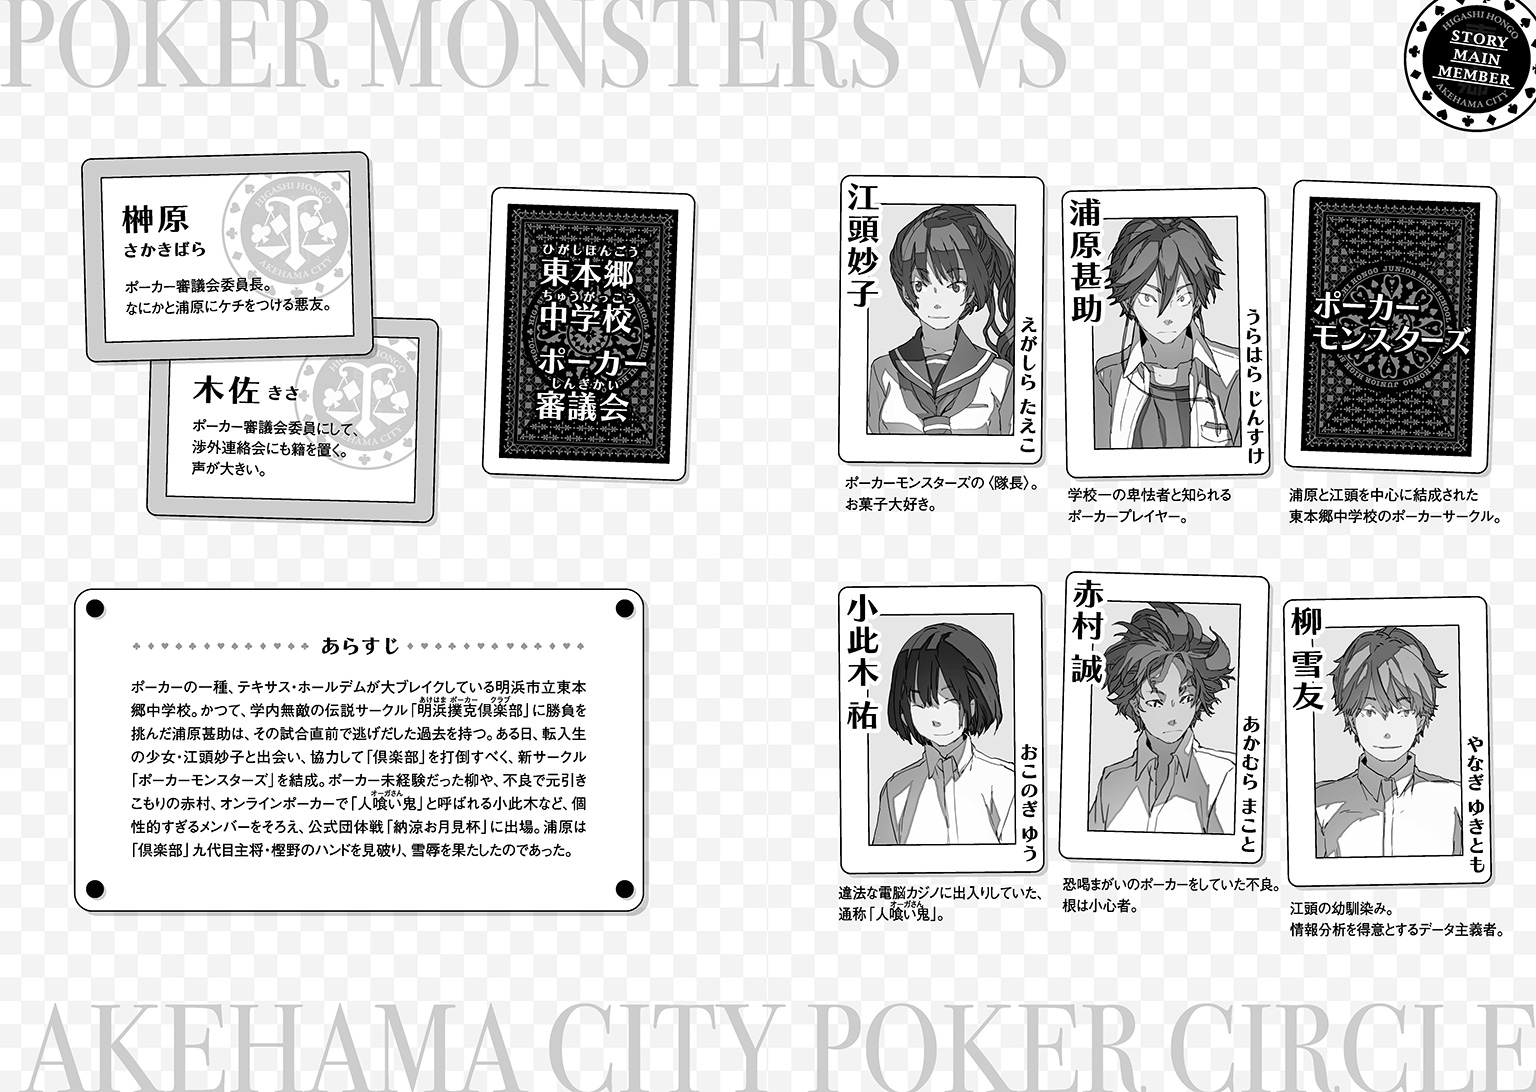 POKER MONSTERS VS
HIGASHI HONGO
STORY
MAIN
MEMBER
AKEHAMA CITY
ポーカー
モンスターズ
浦原と江頭を中心に結成された
東本郷中学校のポーカーサークル。
浦原甚助
うらはら じんすけ
学校一の卑怯者と知られる
ポーカープレイヤー。
江頭妙子
えがしら たえこ
ポーカーモンスターズの〈隊長〉。
お菓子大好き。
柳 雪友
やなぎ ゆきとも
江頭の幼馴染み。
情報分析を得意とするデータ主義者。
赤村 誠
あかむら まこと
恐喝まがいのポーカーをしていた不良。
根は小心者。
小此木 祐
おこのぎ ゆう
違法な電脳カジノに出入りしていた、
オーガさん
通称「人喰い鬼」。
ひがしほんごう
東本郷
ちゅうがっこう
中学校
ポーカー
しんぎかい
審議会
HIGASHI HONGO
榊原
さかきばら
AKEHAMA CITY
ポーカー審議会委員長。
なにかと浦原にケチをつける悪友。
木佐 きさ
ポーカー審議会委員にして、
渉外連絡会にも籍を置く。
声が大きい。
あらすじ
ポーカーの一種、テキサス・ホールデムが大ブレイクしている明浜市立東本
あけはま ポーカー クラブ
郷中学校。かつて、学内無敵の伝説サークル「明浜撲克倶楽部」に勝負を
挑んだ浦原甚助は、その試合直前で逃げだした過去を持つ。ある日、転入生
の少女・江頭妙子と出会い、協力して「倶楽部」を打倒すべく、新サークル
「ポーカーモンスターズ」を結成。ポーカー未経験だった柳や、不良で元引き
オーガさん
こもりの赤村、オンラインポーカーで「人喰い鬼」と呼ばれる小此木など、個
性的すぎるメンバーをそろえ、公式団体戦「納涼お月見杯」に出場。浦原は
「倶楽部」九代目主将・樫野のハンドを見破り、雪辱を果たしたのであった。
AKEHAMA CITY POKER CIRCLE